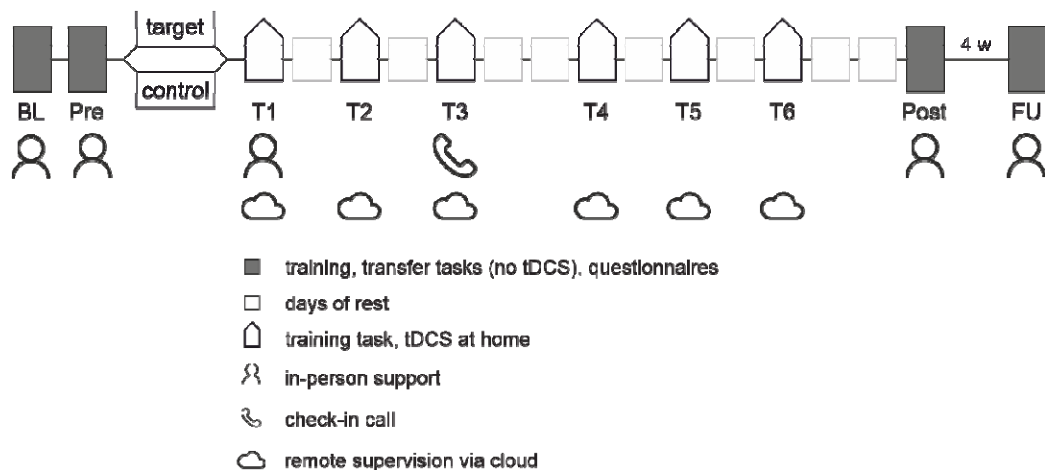 target
control
4 w
BL Pre T1 T2 T3 T4 T5 T6 Post FU
training, transfer tasks (no tDCS), questionnaires
days of rest
training task, tDCS at home
in-person support
check-in call
remote supervision via cloud